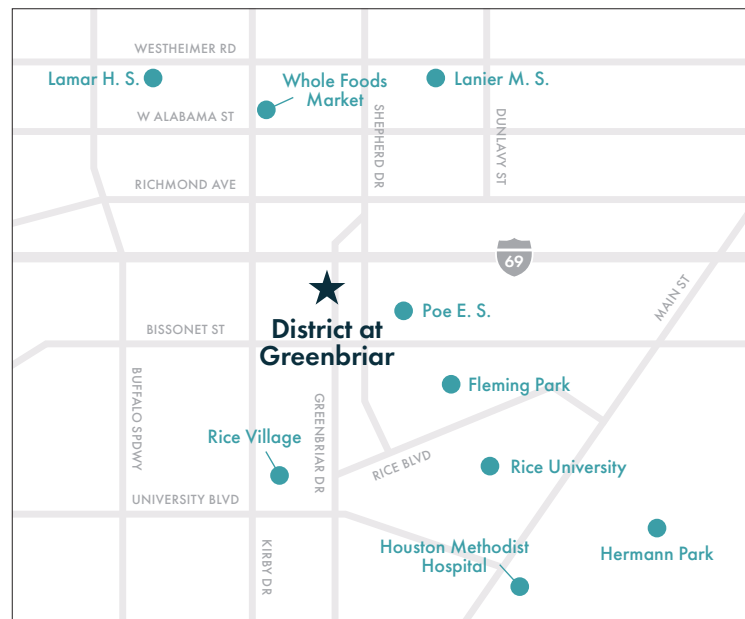 WESTHEIMER RD
Lamar H. S.
Whole Foods
Market
Lanier M. S.
W ALABAMA ST
SHEPHERD DR
DUNLAVY ST
RICHMOND AVE
69
MAIN ST
Poe E. S.
District at
Greenbriar
BISSONET ST
Fleming Park
BUFFALO SPDWY
GREENBRIAR DR
Rice Village
RICE BLVD
Rice University
UNIVERSITY BLVD
KIRBY DR
Houston Methodist
Hospital
Hermann Park